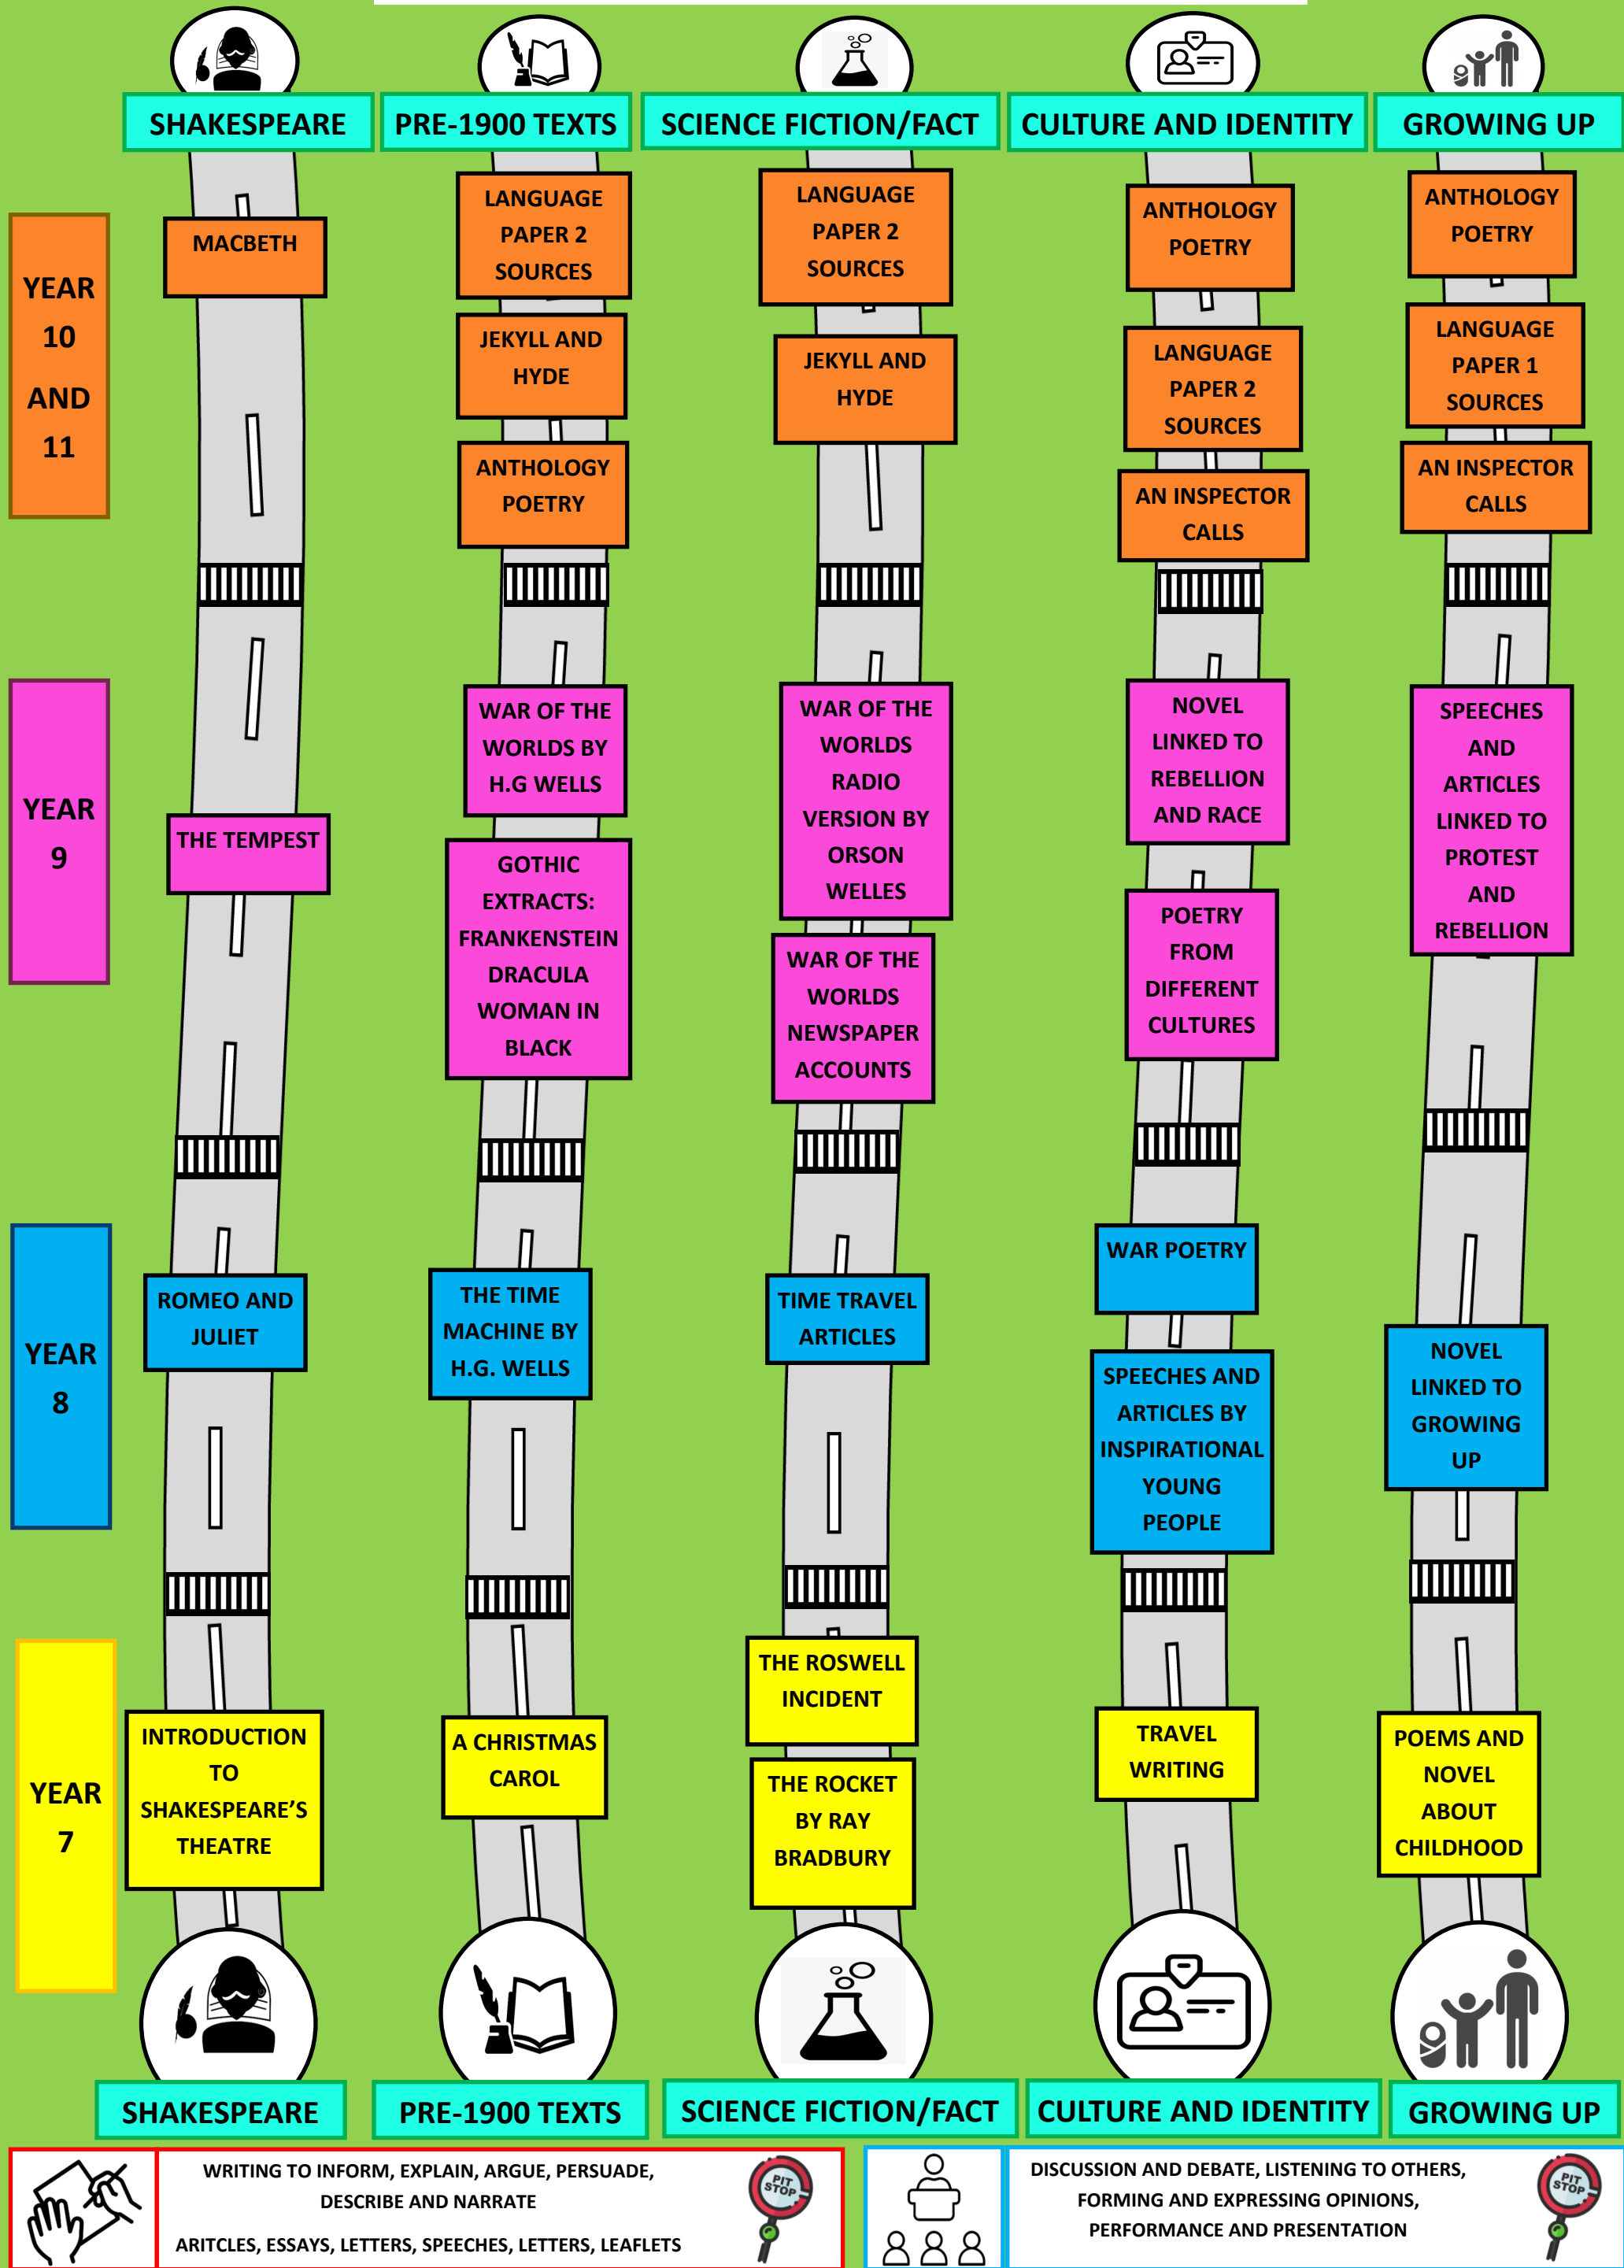 SHAKESPEARE
PRE-1900 TEXTS
SCIENCE FICTION/FACT
CULTURE AND IDENTITY
GROWING UP
YEAR
10
AND
11
MACBETH
LANGUAGE
PAPER 2
SOURCES
JEKYLL AND
HYDE
ANTHOLOGY
POETRY
LANGUAGE
PAPER 2
SOURCES
JEKYLL AND
HYDE
ANTHOLOGY
POETRY
LANGUAGE
PAPER 2
SOURCES
AN INSPECTOR
CALLS
ANTHOLOGY
POETRY
LANGUAGE
PAPER 1
SOURCES
AN INSPECTOR
CALLS
YEAR
9
THE TEMPEST
WAR OF THE
WORLDS BY
H.G WELLS
GOTHIC
EXTRACTS:
FRANKENSTEIN
DRACULA
WOMAN IN
BLACK
WAR OF THE
WORLDS
RADIO
VERSION BY
ORSON
WELLES
WAR OF THE
WORLDS
NEWSPAPER
ACCOUNTS
NOVEL
LINKED TO
REBELLION
AND RACE
POETRY
FROM
DIFFERENT
CULTURES
SPEECHES
AND
ARTICLES
LINKED TO
PROTEST
AND
REBELLION
YEAR
8
ROMEO AND
JULIET
THE TIME
MACHINE BY
H.G. WELLS
TIME TRAVEL
ARTICLES
WAR POETRY
SPEECHES AND
ARTICLES BY
INSPIRATIONAL
YOUNG
PEOPLE
NOVEL
LINKED TO
GROWING
UP
YEAR
7
INTRODUCTION
TO
SHAKESPEARE'S
THEATRE
A CHRISTMAS
CAROL
THE ROSWELL
INCIDENT
THE ROCKET
BY RAY
BRADBURY
TRAVEL
WRITING
POEMS AND
NOVEL
ABOUT
CHILDHOOD
SHAKESPEARE
PRE-1900 TEXTS
SCIENCE FICTION/FACT
CULTURE AND IDENTITY
GROWING UP
WRITING TO INFORM, EXPLAIN, ARGUE, PERSUADE,
DESCRIBE AND NARRATE
ARITCLES, ESSAYS, LETTERS, SPEECHES, LETTERS, LEAFLETS
PIT
STOP
DISCUSSION AND DEBATE, LISTENING TO OTHERS,
FORMING AND EXPRESSING OPINIONS,
PERFORMANCE AND PRESENTATION
PIT
STOP